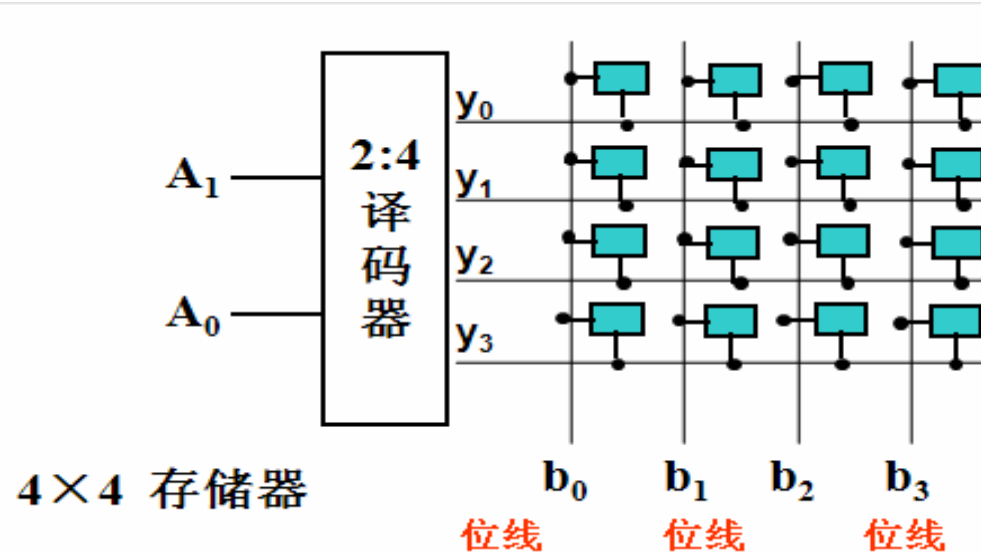 y₀
2:4
译
码
器
A₁
y₁
y₂
A₀
y₃
b₀ b₁ b₂ b₃
4×4 存储器
位线 位线 位线